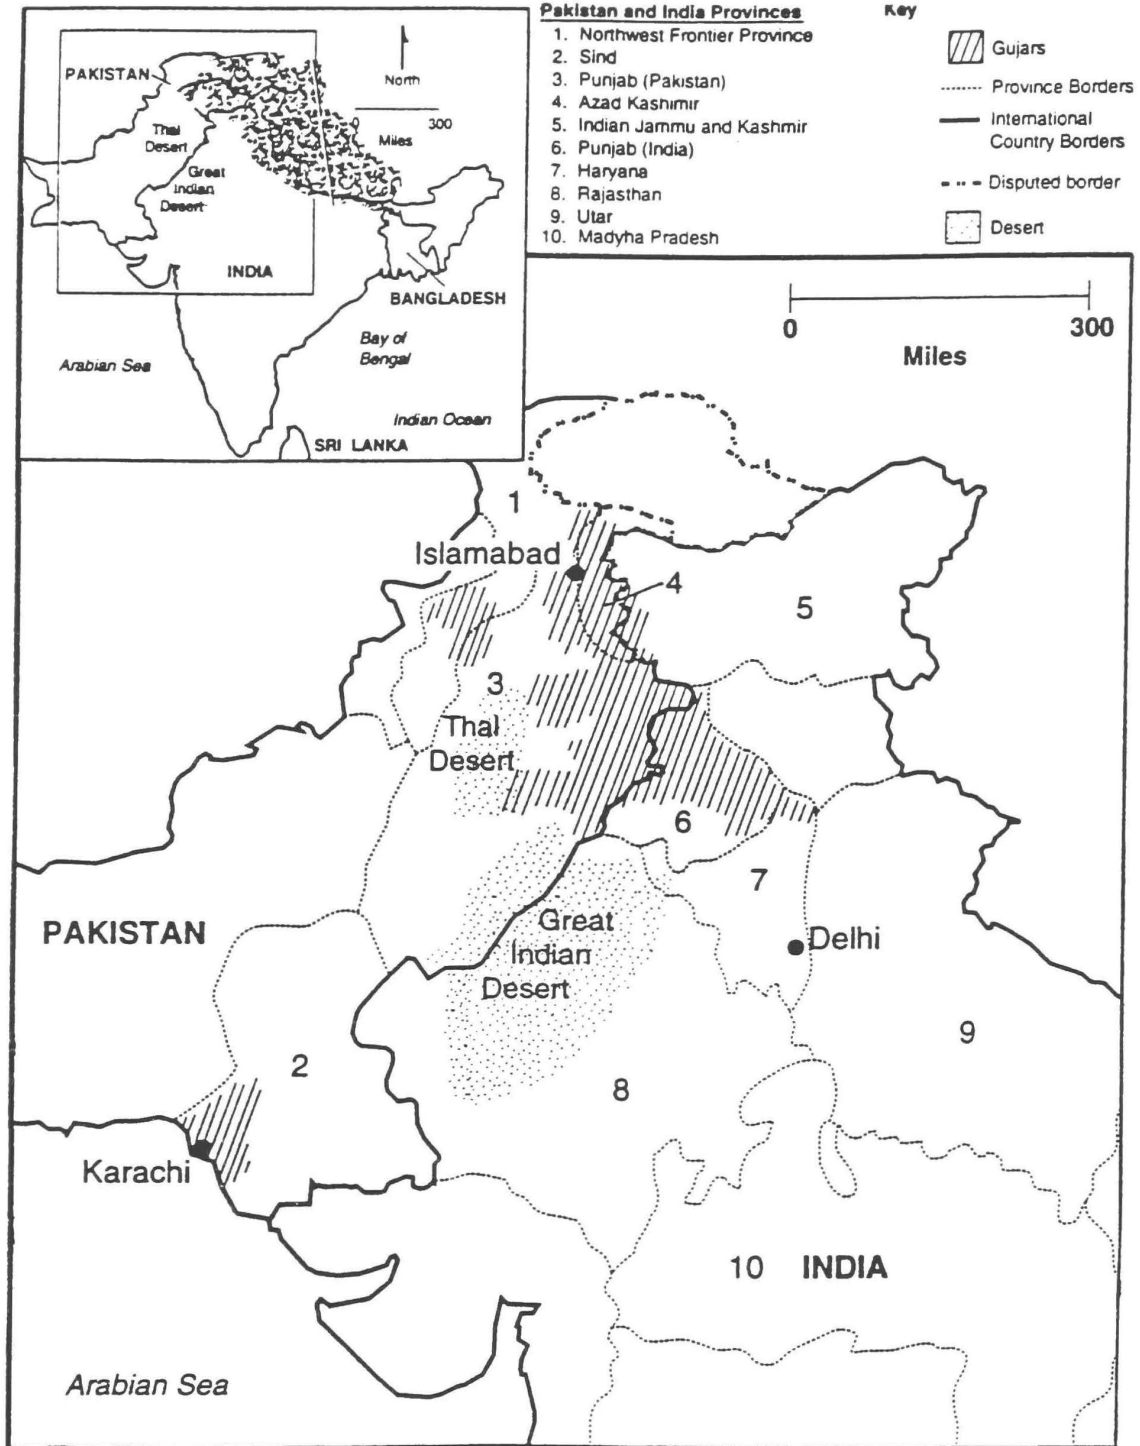 Pakistan and India Provinces
1. Northwest Frontier Province
2. Sind
3. Punjab (Pakistan)
4. Azad Kashimir
5. Indian Jammu and Kashmir
6. Punjab (India)
7. Haryana
8. Rajasthan
9. Utar
10. Madyha Pradesh
Key
Gujars
Province Borders
International
Country Borders
Disputed border
Desert
PAKISTAN
North
0 300
Miles
Thal
Desert
Great
Indian
Desert
INDIA
BANGLADESH
Bay of
Bengal
Arabian Sea
Indian Ocean
SRI LANKA
0 300
Miles
1
Islamabad
4
5
3
Thal
Desert
6
7
PAKISTAN
Great
Indian
Desert
Delhi
9
2
8
Karachi
10 INDIA
Arabian Sea